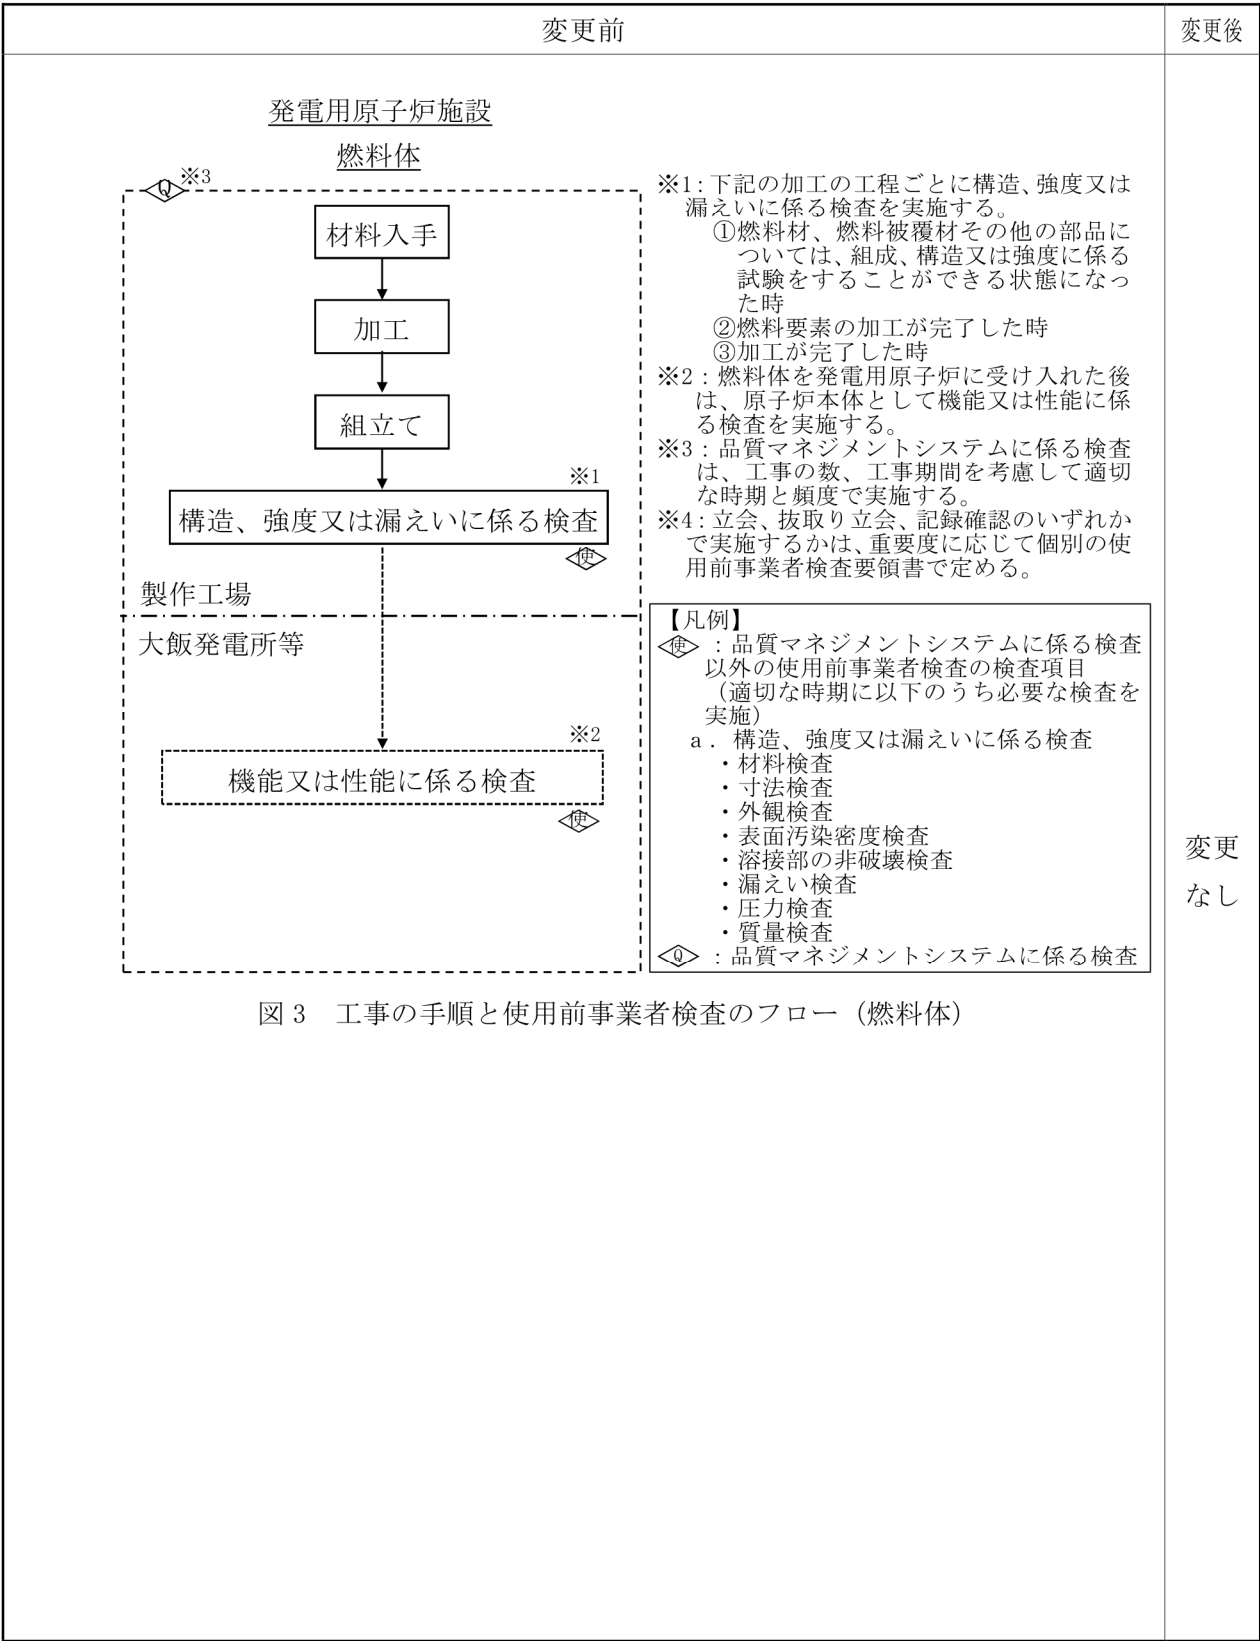 変更前
変更後
発電用原子炉施設
燃料体
Q
※3
材料入手
加工
組立て
※1
構造、強度又は漏えいに係る検査
使
製作工場
大飯発電所等
※2
機能又は性能に係る検査
使
※1：下記の加工の工程ごとに構造、強度又は
漏えいに係る検査を実施する。
①燃料材、燃料被覆材その他の部品に
ついては、組成、構造又は強度に係る
試験をすることができる状態になっ
た時
②燃料要素の加工が完了した時
③加工が完了した時
※2：燃料体を発電用原子炉に受け入れた後
は、原子炉本体として機能又は性能に係
る検査を実施する。
※3：品質マネジメントシステムに係る検査
は、工事の数、工事期間を考慮して適切
な時期と頻度で実施する。
※4：立会、抜取り立会、記録確認のいずれか
で実施するかは、重要度に応じて個別の使
用前事業者検査要領書で定める。
【凡例】
使：品質マネジメントシステムに係る検査
以外の使用前事業者検査の検査項目
（適切な時期に以下のうち必要な検査を
実施）
a．構造、強度又は漏えいに係る検査
・材料検査
・寸法検査
・外観検査
・表面汚染密度検査
・溶接部の非破壊検査
・漏えい検査
・圧力検査
・質量検査
Q：品質マネジメントシステムに係る検査
図3　工事の手順と使用前事業者検査のフロー（燃料体）
変更
なし